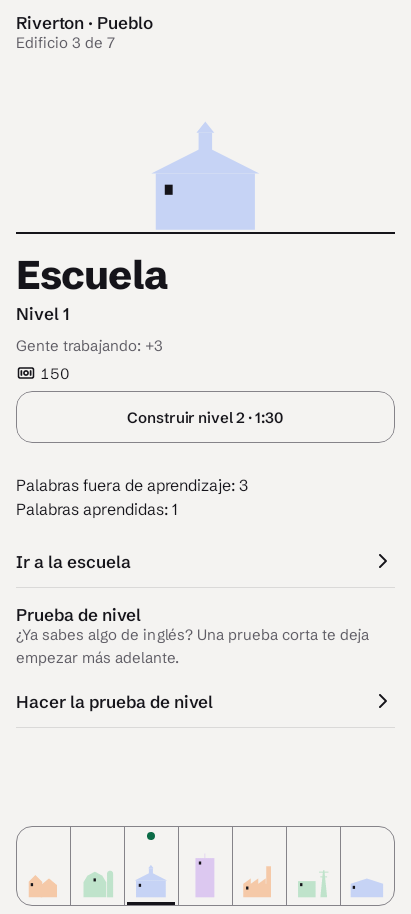 Riverton · Pueblo
Edificio 3 de 7
Escuela
Nivel 1
Gente trabajando: +3
150
Construir nivel 2 · 1:30
Palabras fuera de aprendizaje: 3
Palabras aprendidas: 1
Ir a la escuela
Prueba de nivel
¿Ya sabes algo de inglés? Una prueba corta te deja
empezar más adelante.
Hacer la prueba de nivel